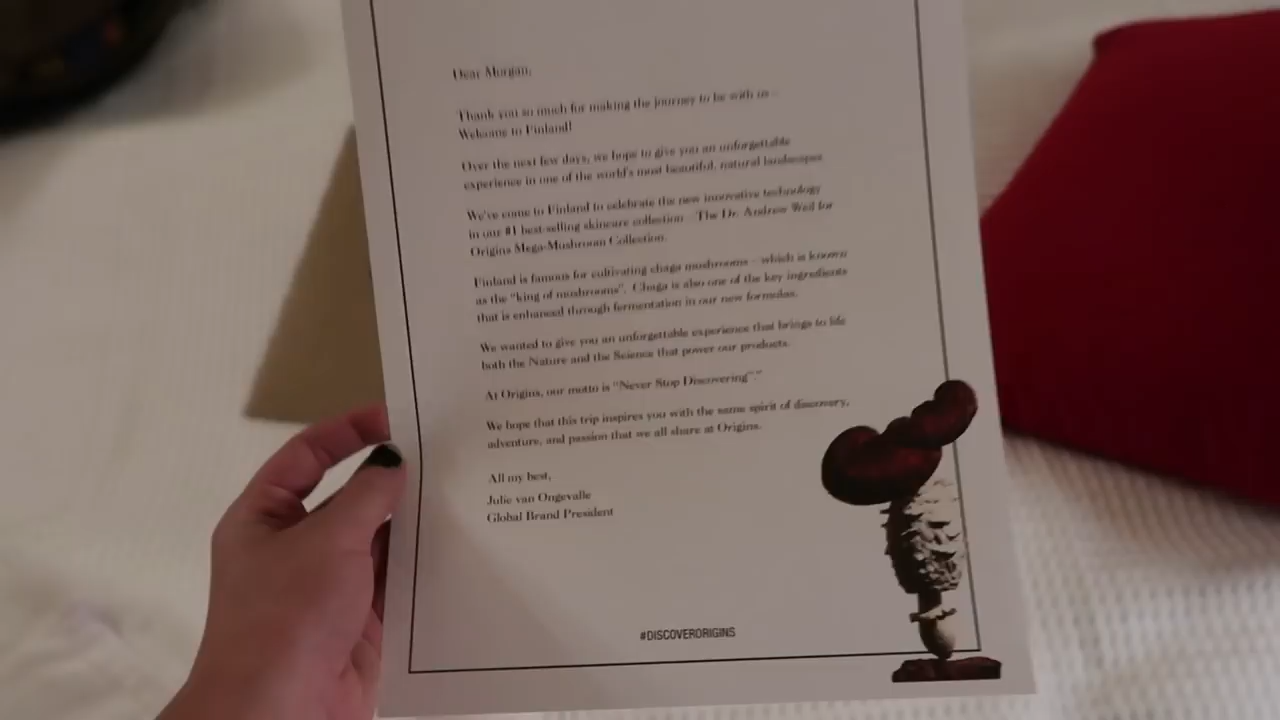 Dear Morgan,
Thank you so much for making the journey to be with us –
Welcome to Finland!
Over the next few days, we hope to give you an unforgettable
experience in one of the world's most beautiful, natural landscapes
We've come to Finland to celebrate the new innovative technology
in our #1 best-selling skincare collection – The Dr. Andrew Weil for
Origins Mega-Mushroom Collection.
Finland is famous for cultivating chaga mushrooms – which is known
as the "king of mushrooms". Chaga is also one of the key ingredients
that is enhanced through fermentation in our new formulas.
We wanted to give you an unforgettable experience that brings to life
both the Nature and the Science that power our products.
At Origins, our motto is "Never Stop Discovering"."
We hope that this trip inspires you with the same spirit of discovery,
adventure, and passion that we all share at Origins.
All my best,
Julie van Ongevalle
Global Brand President
#DISCOVERORIGINS